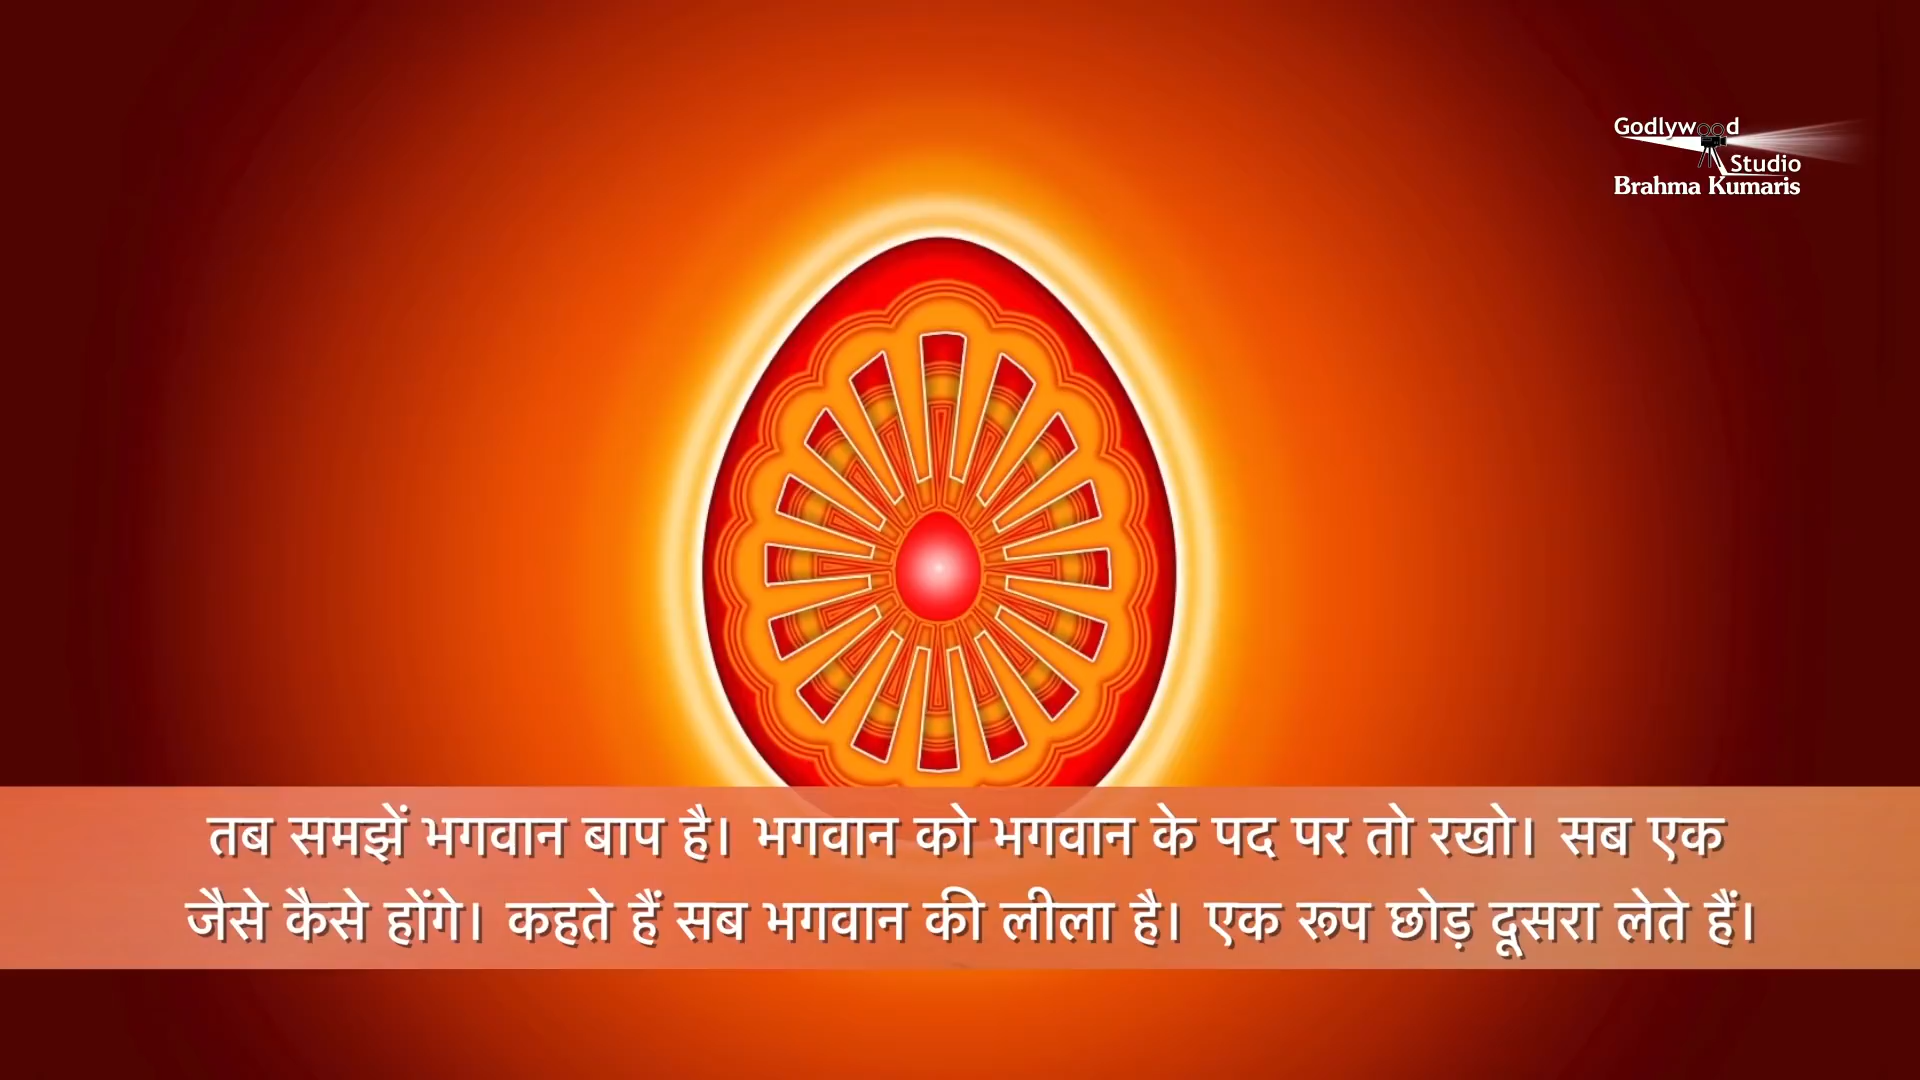 Godlywood
Studio
Brahma Kumaris
तब समझें भगवान बाप है। भगवान को भगवान के पद पर तो रखो। सब एक
जैसे कैसे होंगे। कहते हैं सब भगवान की लीला है। एक रूप छोड़ दूसरा लेते हैं।